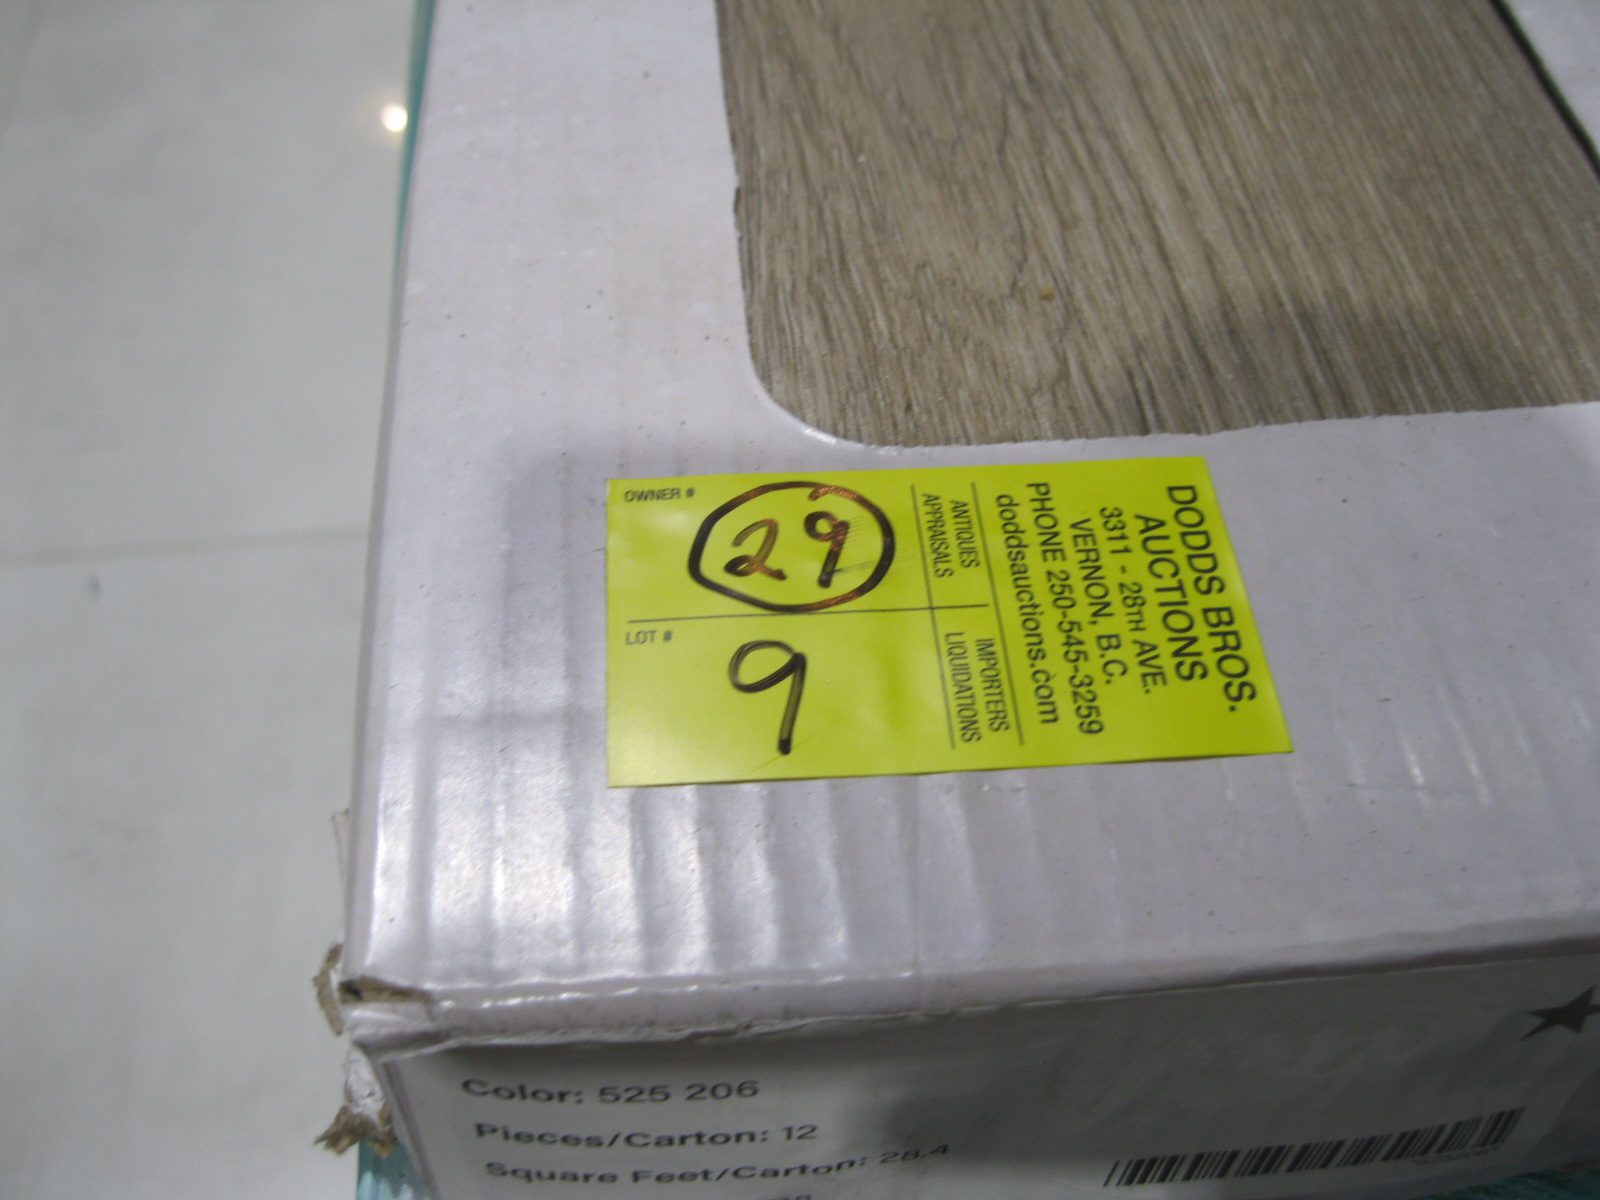 DODDS BROS.
AUCTIONS
3311 - 28TH AVE.
VERNON, B.C.
PHONE 250-545-3259
doddsauctions.com
ANTIQUES
APPRAISALS
IMPORTERS
LIQUIDATIONS
OWNER #
29
LOT #
9
Color: 525 206
Pieces/Carton: 12
Square Feet/Carton: 28.4